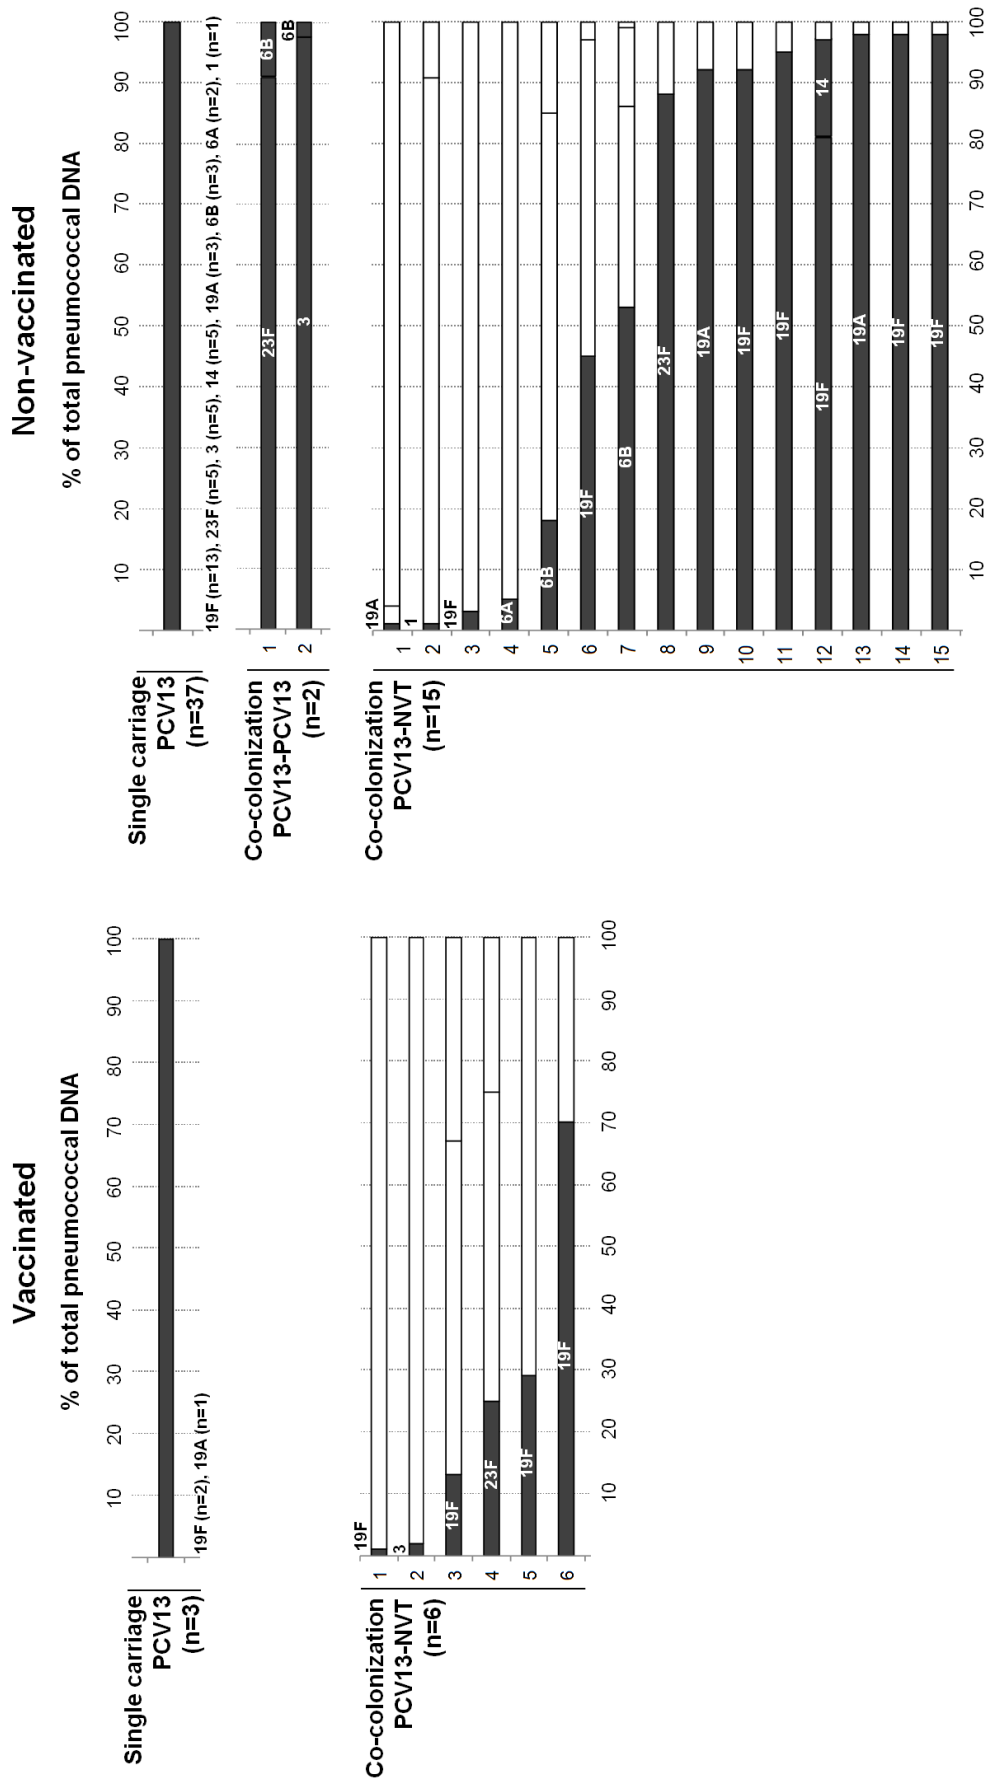 Vaccinated
% of total pneumococcal DNA
10 20 30 40 50 60 70 80 90 100
Single carriage
PCV13
(n=3)
19F (n=2), 19A (n=1)
Co-colonization
PCV13-NVT
(n=6)
1 19F
2 3
3 19F
4 23F
5 19F
6 19F
10 20 30 40 50 60 70 80 90 100
Non-vaccinated
% of total pneumococcal DNA
10 20 30 40 50 60 70 80 90 100
Single carriage
PCV13
(n=37)
19F (n=13), 23F (n=5), 3 (n=5), 14 (n=5), 19A (n=3), 6B (n=3), 6A (n=2), 1 (n=1)
Co-colonization
PCV13-PCV13
(n=2)
1 23F 6B
2 3 6B
Co-colonization
PCV13-NVT
(n=15)
1 19A
2 1
3 19F
4 6A
5 6B
6 19F
7 6B
8 23F
9 19A
10 19F
11 19F
12 19F 14
13 19A
14 19F
15 19F
10 20 30 40 50 60 70 80 90 100